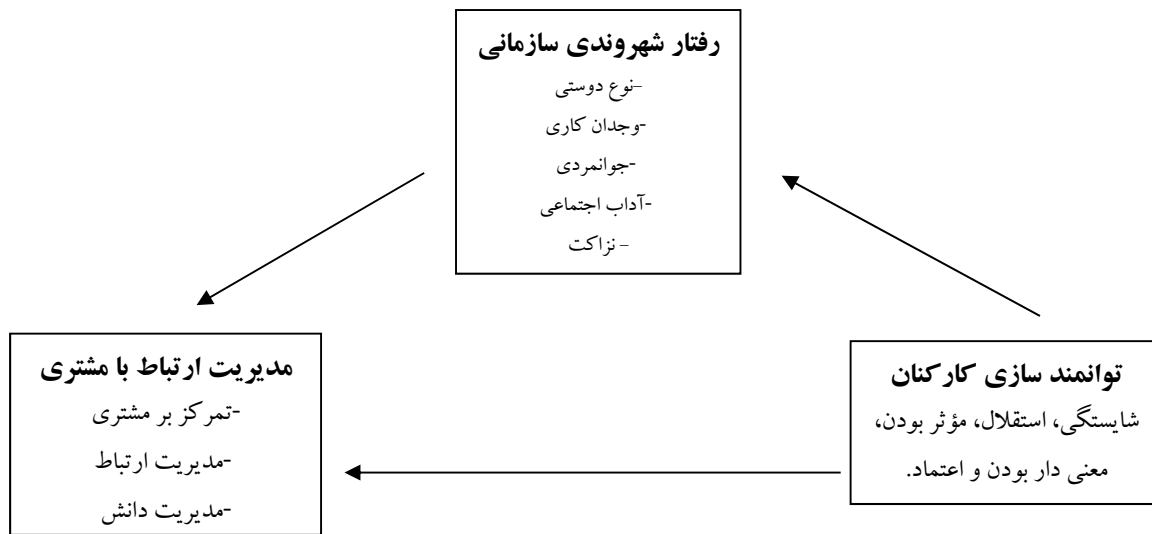 رفتار شهروندی سازمانی
-نوع دوستی
-وجدان کاری
-جوانمردی
-آداب اجتماعی
– نزاکت
توانمند سازی کارکنان
شایستگی، استقلال، مؤثر بودن،
معنی دار بودن و اعتماد.
مدیریت ارتباط با مشتری
-تمرکز بر مشتری
-مدیریت ارتباط
-مدیریت دانش